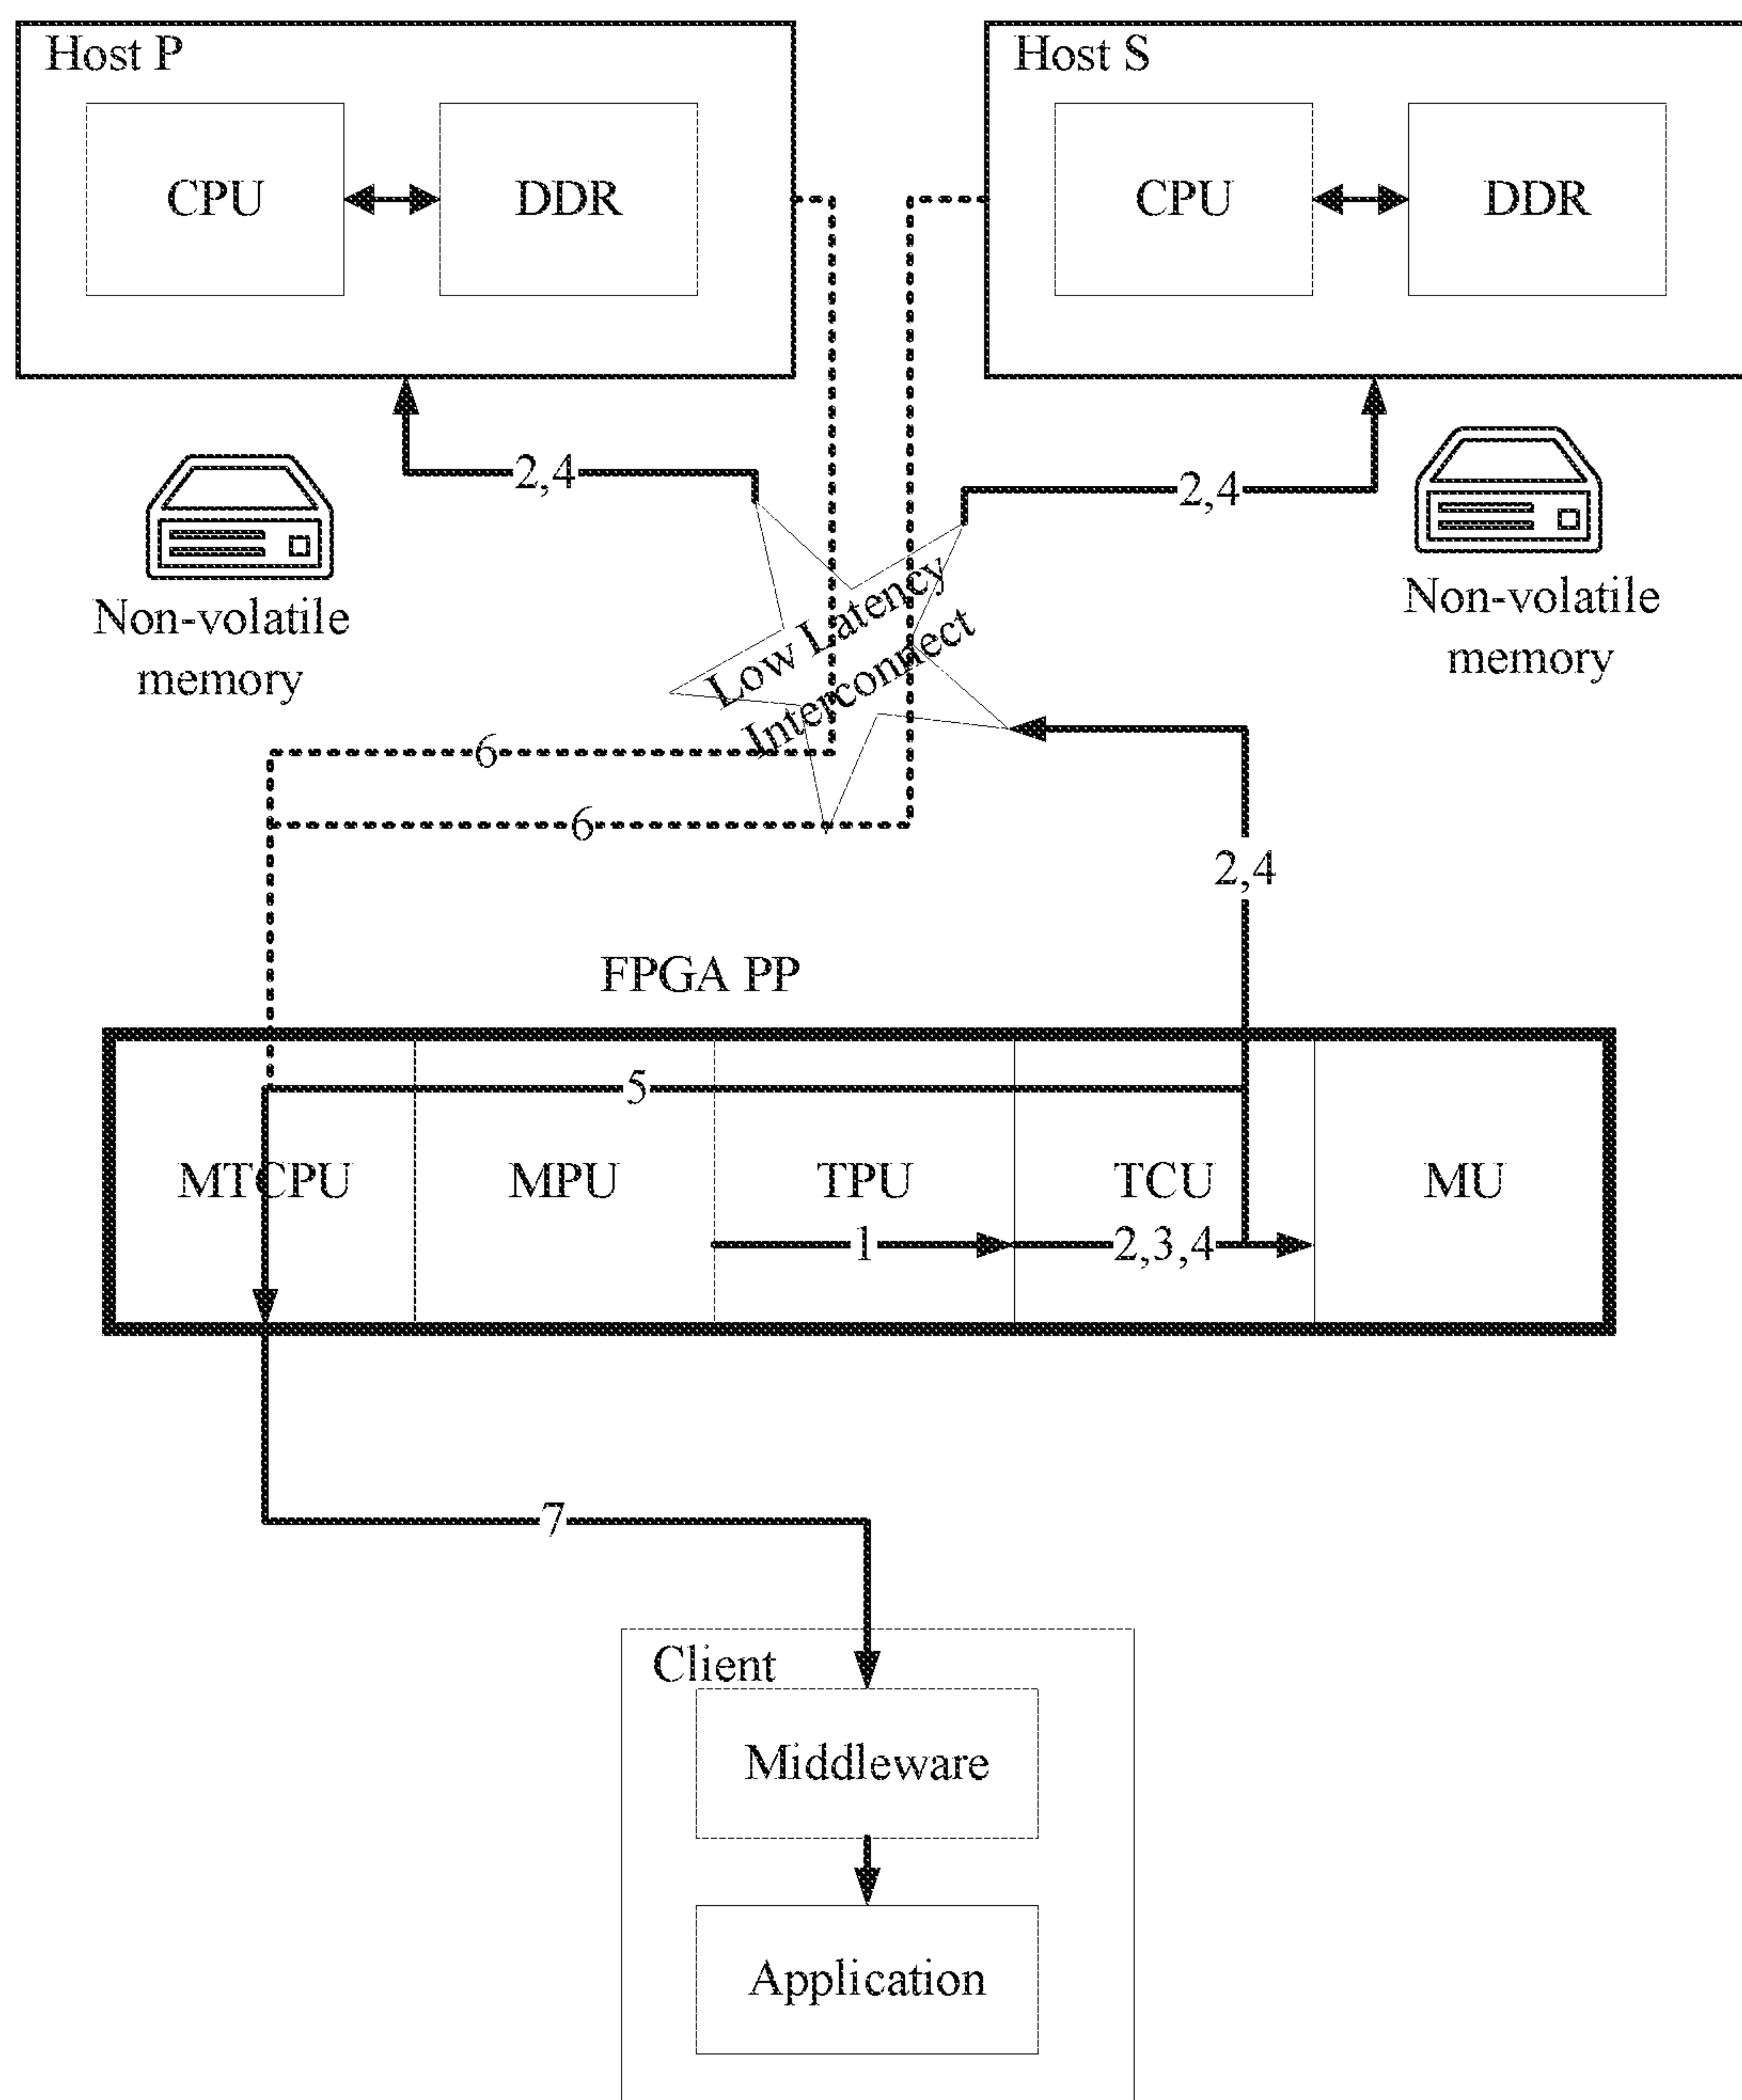 Host P
Host S
CPU
DDR
CPU
DDR
2,4
2,4
Non-volatile
memory
Non-volatile
memory
Low Latency
Interconnect
6
6
2,4
FPGA PP
5
MTCPU
MPU
TPU
TCU
MU
1
2,3,4
7
Client
Middleware
Application